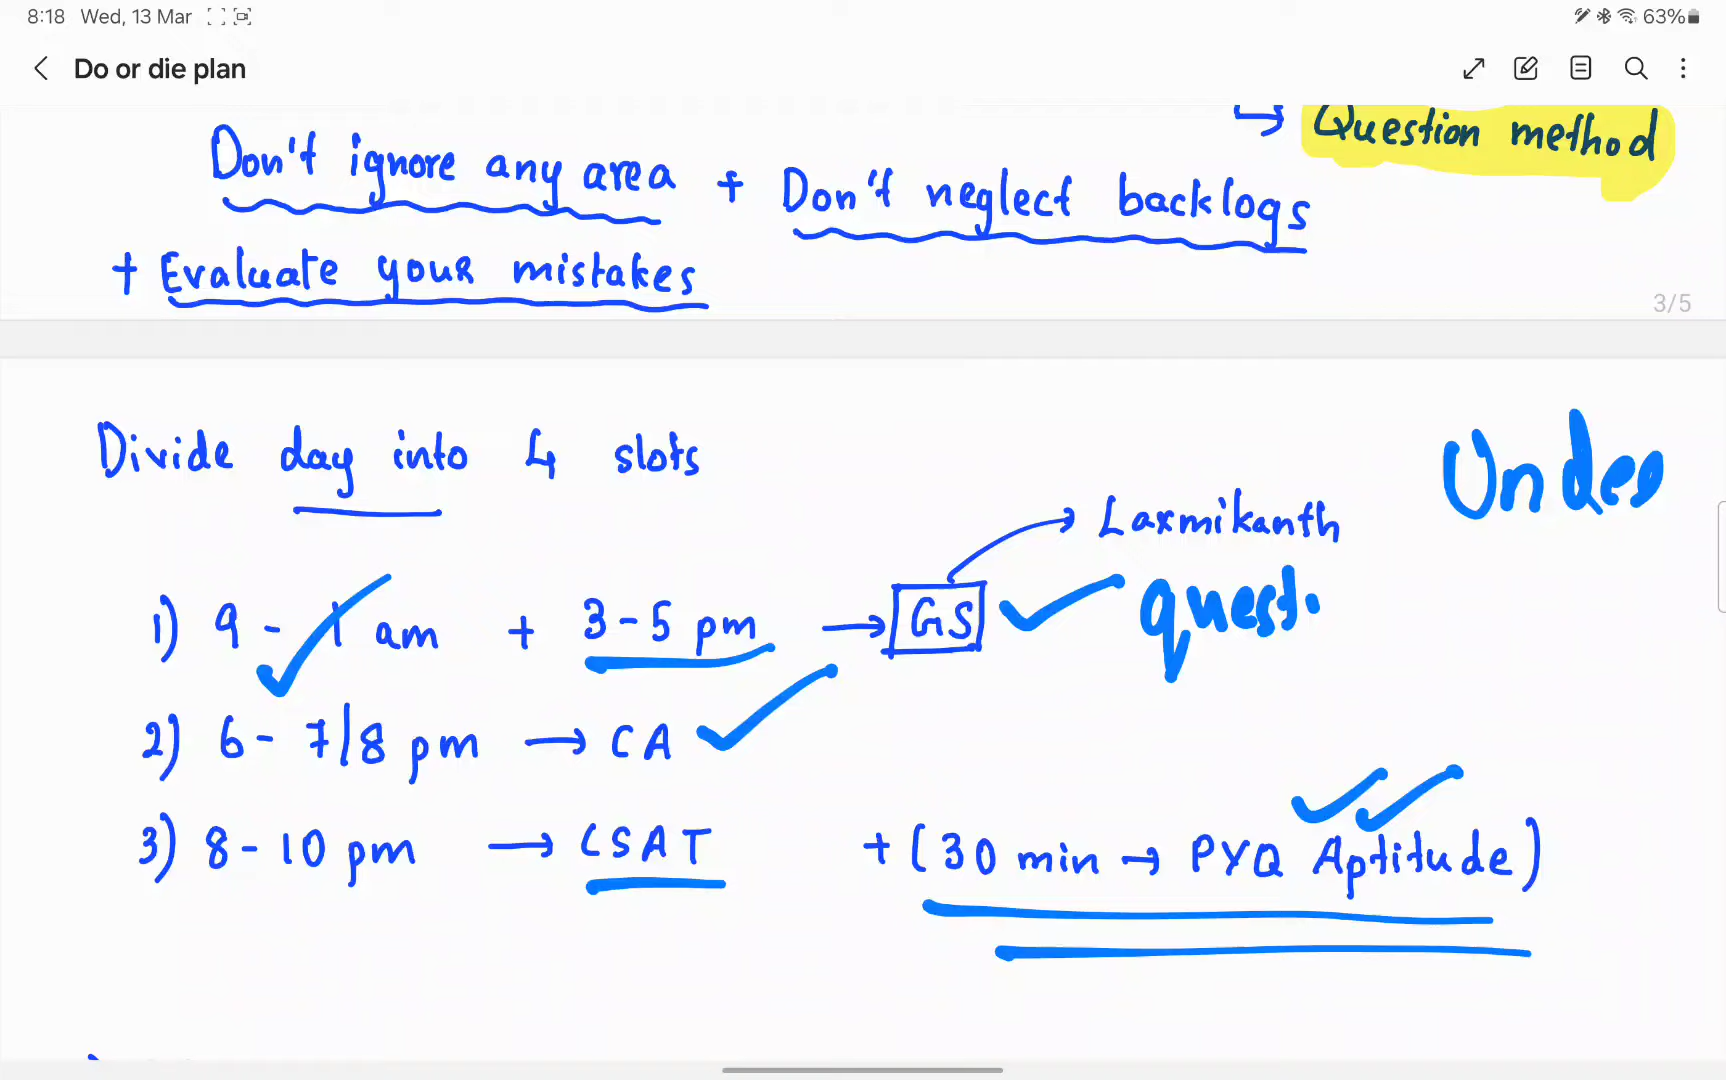 8:18 Wed, 13 Mar 63%
Do or die plan
Question method
Don't ignore any area + Don't neglect backlogs
+ Evaluate your mistakes
3/5
Divide day into 4 slots
Laxmikanth
1) 9 - 1 am + 3-5 pm → GS quest.
2) 6 - 7/8 pm → CA
3) 8-10 pm → CSAT + (30 min → PYQ Aptitude)